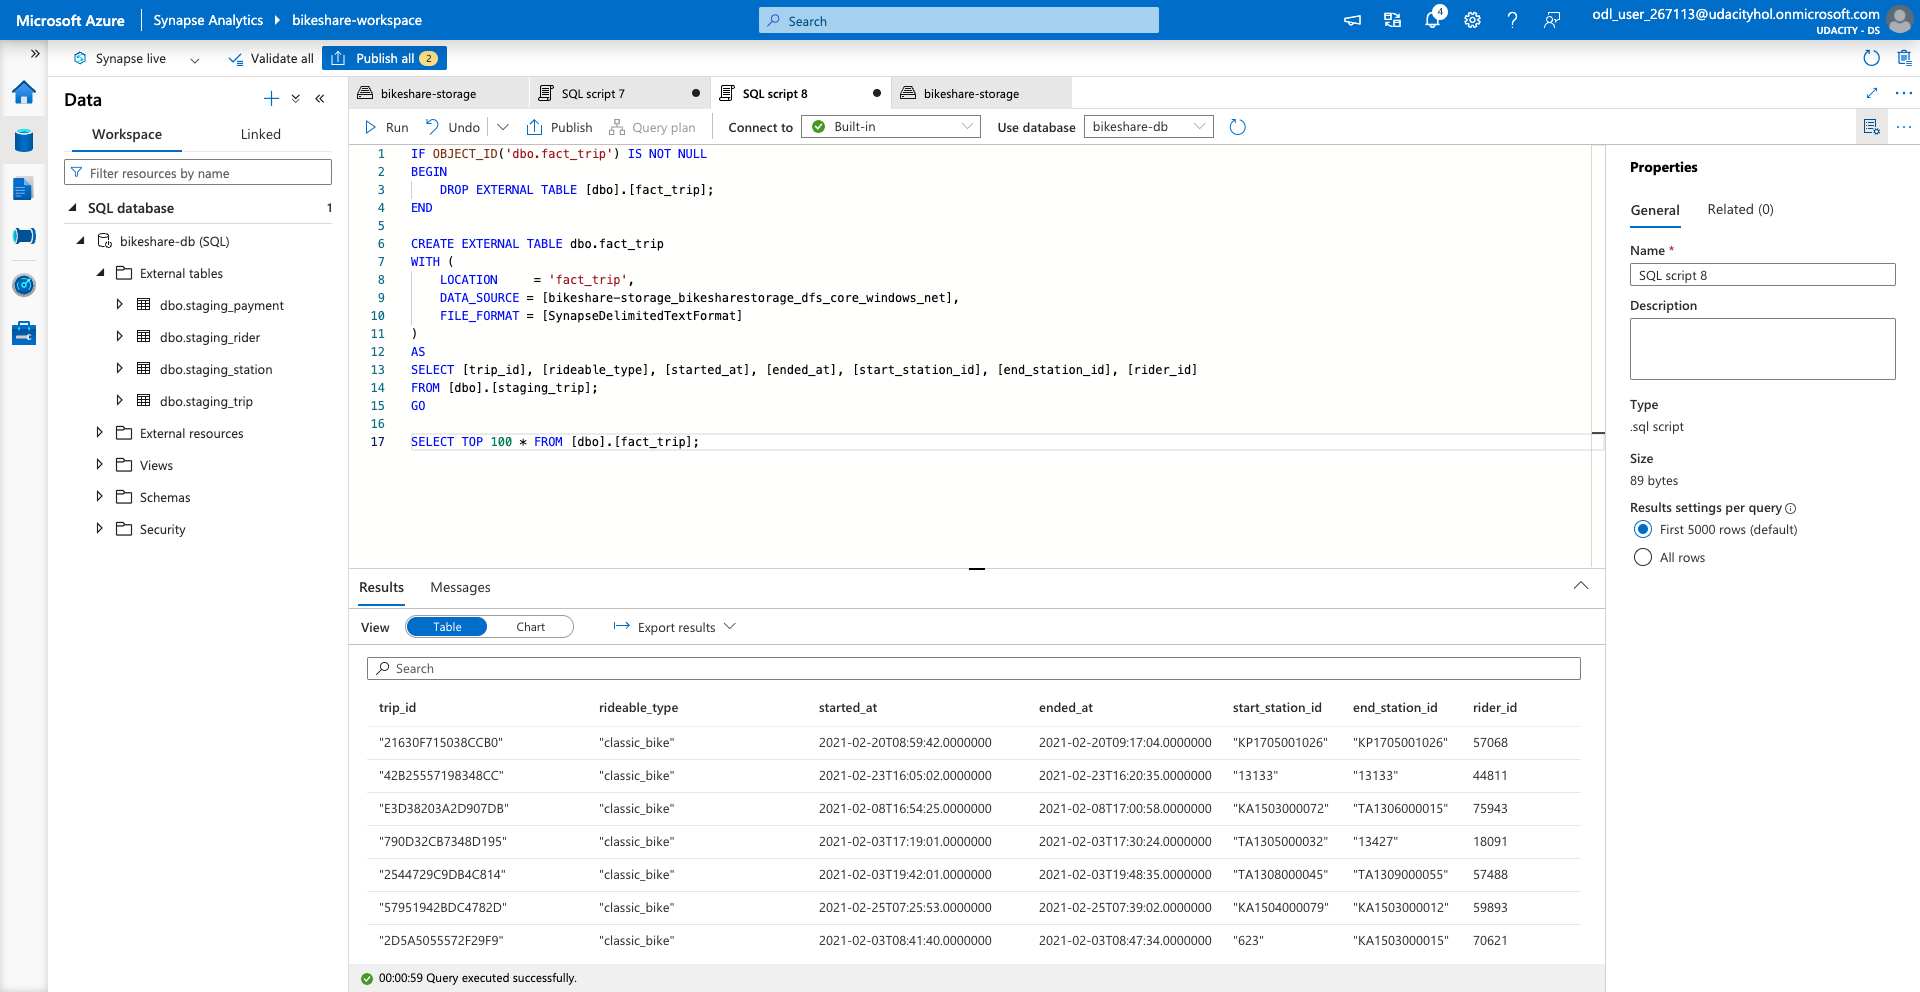 Microsoft Azure Synapse Analytics bikeshare-workspace Search 4 odl_user_267113@udacityhol.onmicrosoft.com
UDACITY - DS
Synapse live Validate all Publish all 2
Data
Workspace Linked
Filter resources by name
SQL database 1
bikeshare-db (SQL)
External tables
dbo.staging_payment
dbo.staging_rider
dbo.staging_station
dbo.staging_trip
External resources
Views
Schemas
Security
bikeshare-storage SQL script 7 SQL script 8 bikeshare-storage
Run Undo Publish Query plan Connect to Built-in Use database bikeshare-db
1 IF OBJECT_ID('dbo.fact_trip') IS NOT NULL
2 BEGIN
3 DROP EXTERNAL TABLE [dbo].[fact_trip];
4 END
5
6 CREATE EXTERNAL TABLE dbo.fact_trip
7 WITH (
8 LOCATION = 'fact_trip',
9 DATA_SOURCE = [bikeshare-storage_bikesharestorage_dfs_core_windows_net],
10 FILE_FORMAT = [SynapseDelimitedTextFormat]
11 )
12 AS
13 SELECT [trip_id], [rideable_type], [started_at], [ended_at], [start_station_id], [end_station_id], [rider_id]
14 FROM [dbo].[staging_trip];
15 GO
16
17 SELECT TOP 100 * FROM [dbo].[fact_trip];
Results Messages
View Table Chart Export results
Search
trip_id rideable_type started_at ended_at start_station_id end_station_id rider_id
"21630F715038CCB0" "classic_bike" 2021-02-20T08:59:42.0000000 2021-02-20T09:17:04.0000000 "KP1705001026" "KP1705001026" 57068
"42B25557198348CC" "classic_bike" 2021-02-23T16:05:02.0000000 2021-02-23T16:20:35.0000000 "13133" "13133" 44811
"E3D38203A2D907DB" "classic_bike" 2021-02-08T16:54:25.0000000 2021-02-08T17:00:58.0000000 "KA1503000072" "TA1306000015" 75943
"790D32CB7348D195" "classic_bike" 2021-02-03T17:19:01.0000000 2021-02-03T17:30:24.0000000 "TA1305000032" "13427" 18091
"2544729C9DB4C814" "classic_bike" 2021-02-03T19:42:01.0000000 2021-02-03T19:48:35.0000000 "TA1308000045" "TA1309000055" 57488
"57951942BDC4782D" "classic_bike" 2021-02-25T07:25:53.0000000 2021-02-25T07:39:02.0000000 "KA1504000079" "KA1503000012" 59893
"2D5A5055572F29F9" "classic_bike" 2021-02-03T08:41:40.0000000 2021-02-03T08:47:34.0000000 "623" "KA1503000015" 70621
00:00:59 Query executed successfully.
Properties
General Related (0)
Name *
SQL script 8
Description
Type
.sql script
Size
89 bytes
Results settings per query
First 5000 rows (default)
All rows